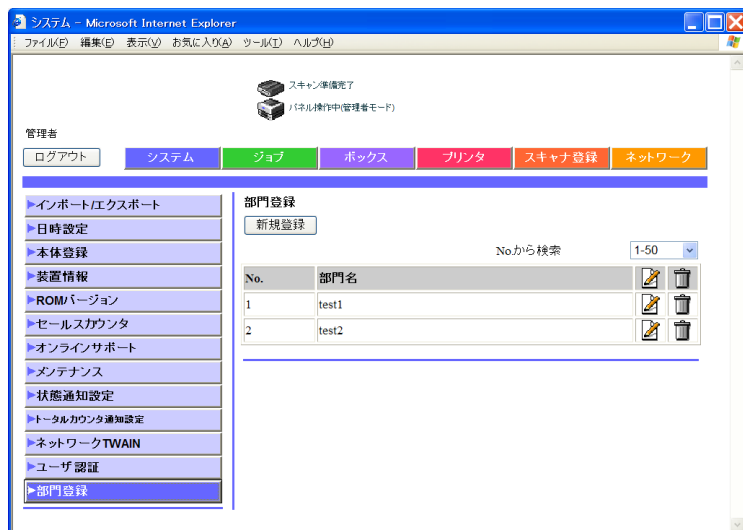 システム - Microsoft Internet Explorer
ファイル(F) 編集(E) 表示(V) お気に入り(A) ツール(T) ヘルプ(H)
スキャン準備完了
パネル操作中(管理者モード)
管理者
ログアウト システム ジョブ ボックス プリンタ スキャナ登録 ネットワーク
インポート/エクスポート
日時設定
本体登録
装置情報
ROMバージョン
セールスカウンタ
オンラインサポート
メンテナンス
状態通知設定
トータルカウンタ通知設定
ネットワークTWAIN
ユーザ認証
部門登録
部門登録
新規登録
No.から検索 1-50
No. 部門名
1 test1
2 test2